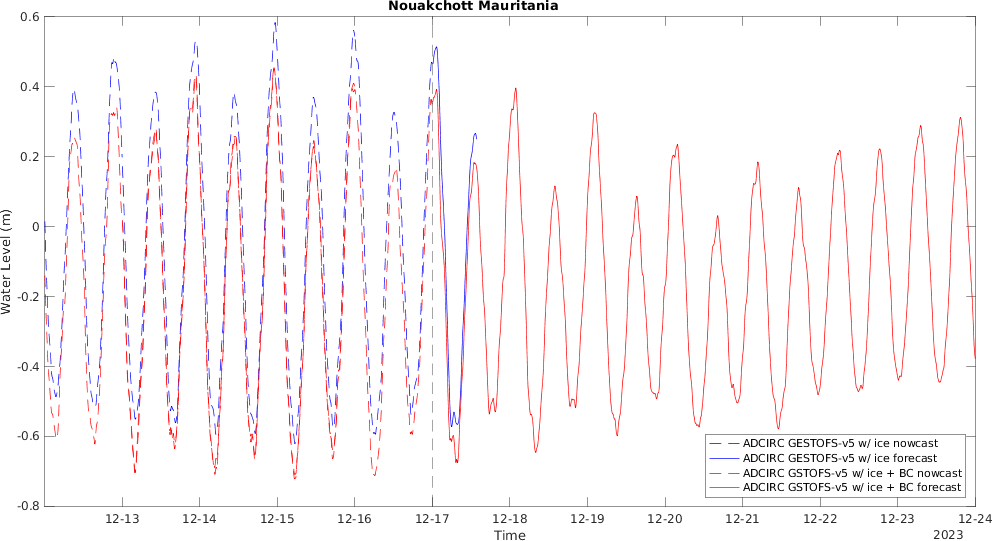 Nouakchott Mauritania
0.6
0.4
0.2
0
-0.2
-0.4
-0.6
-0.8
Water Level (m)
ADCIRC GESTOFS-v5 w/ ice nowcast
ADCIRC GESTOFS-v5 w/ ice forecast
ADCIRC GSTOFS-v5 w/ ice + BC nowcast
ADCIRC GSTOFS-v5 w/ ice + BC forecast
12-13 12-14 12-15 12-16 12-17 12-18 12-19 12-20 12-21 12-22 12-23 12-24
Time
2023